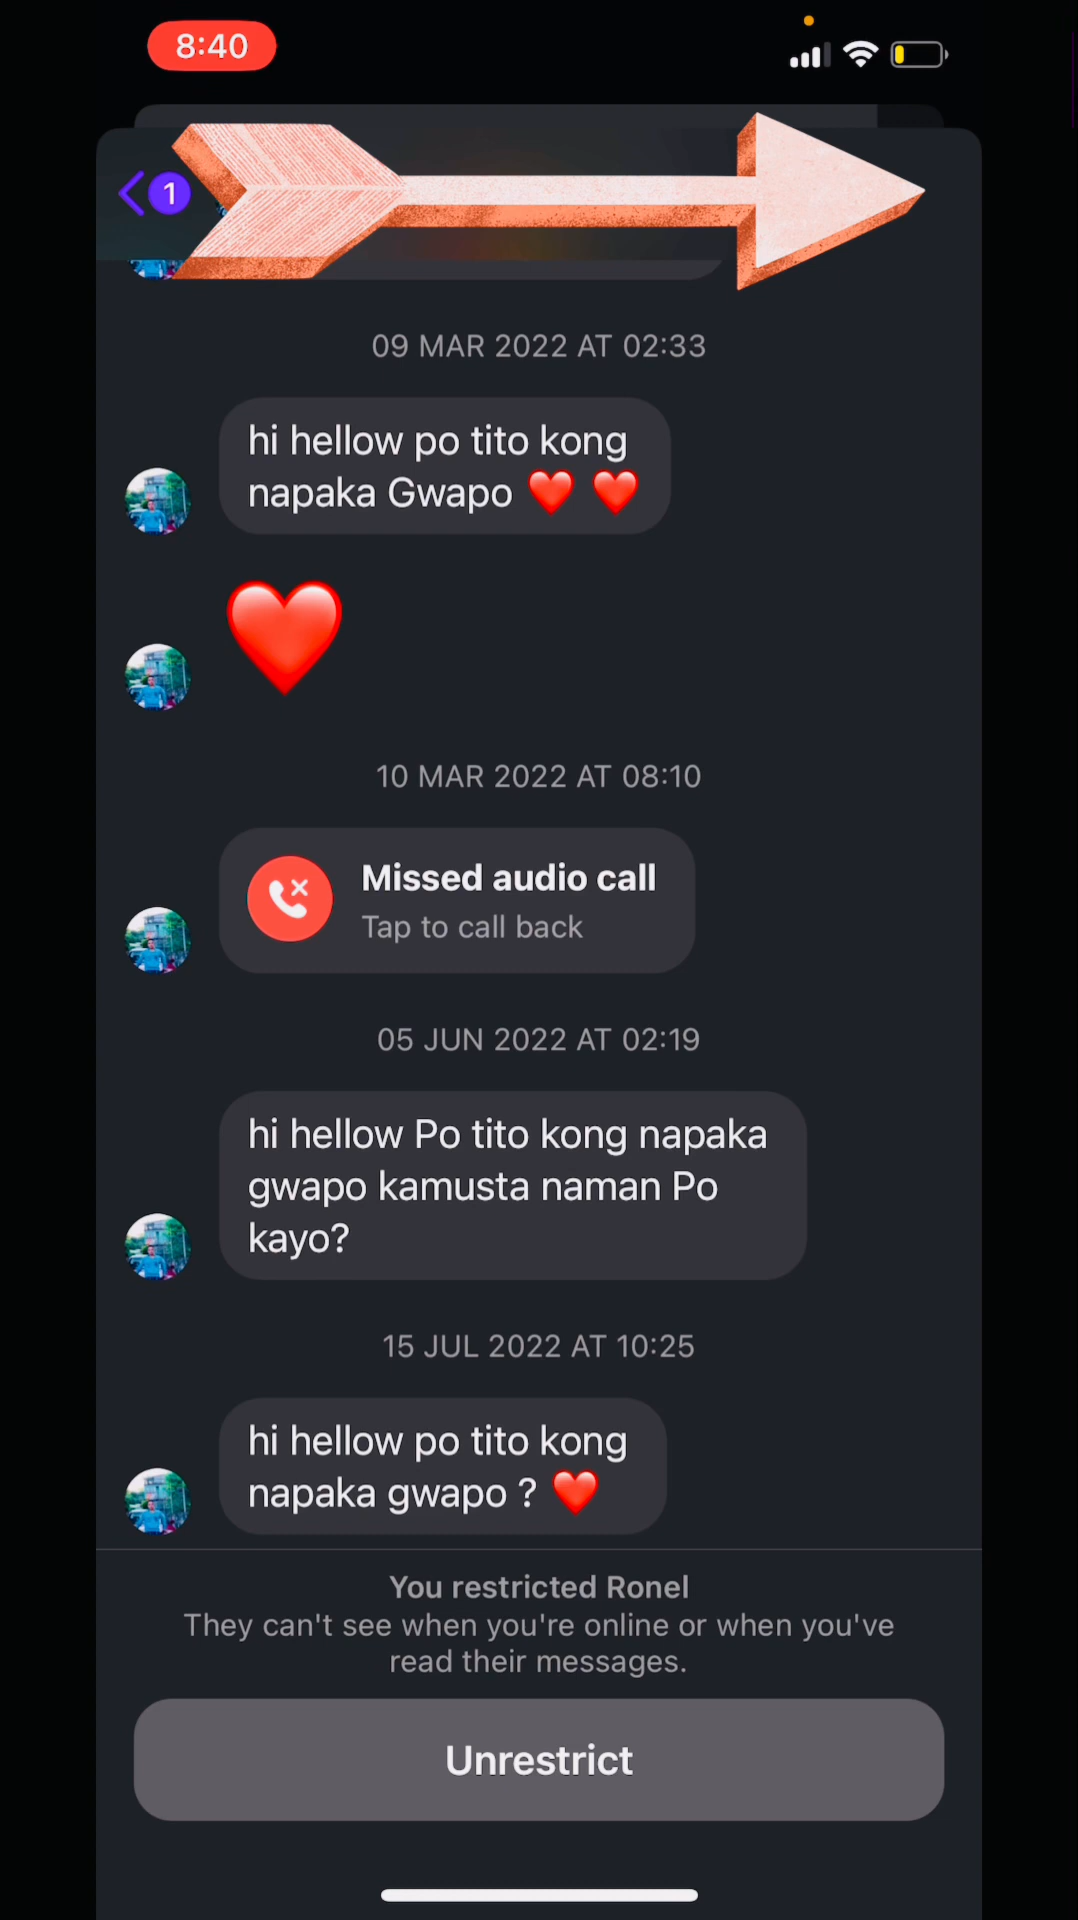 8:40
1
09 MAR 2022 AT 02:33
hi hellow po tito kong
napaka Gwapo ❤️ ❤️
❤️
10 MAR 2022 AT 08:10
Missed audio call
Tap to call back
05 JUN 2022 AT 02:19
hi hellow Po tito kong napaka
gwapo kamusta naman Po
kayo?
15 JUL 2022 AT 10:25
hi hellow po tito kong
napaka gwapo ? ❤️
You restricted Ronel
They can't see when you're online or when you've
read their messages.
Unrestrict